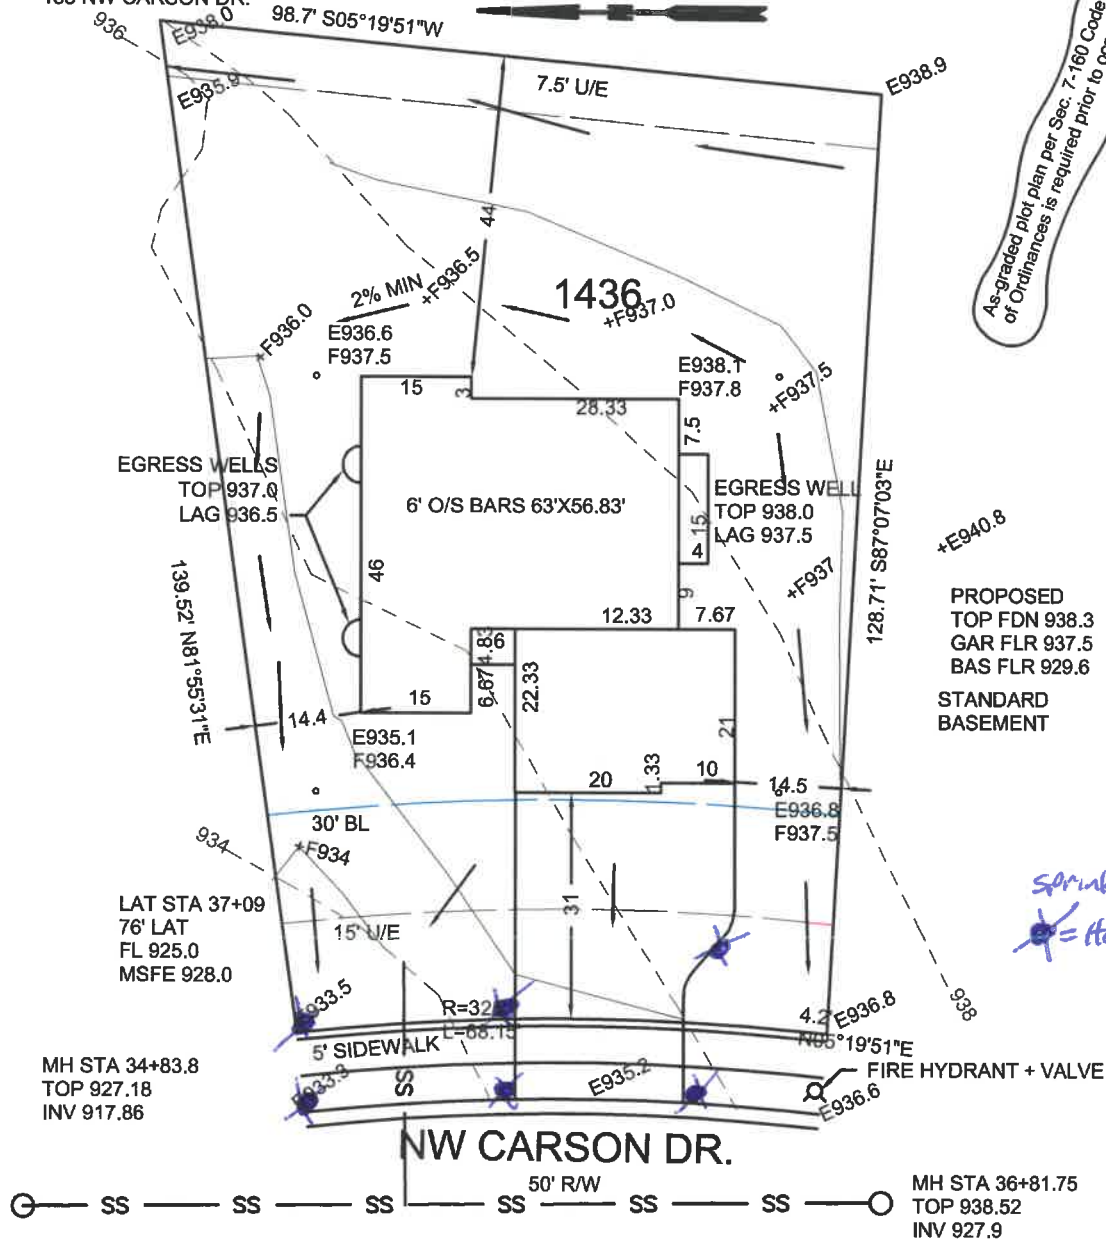 NW CARSON DR.
98.7' S05°19'51"W
936
E938.0
E935.9
7.5' U/E
E938.9
As-graded plot plan per Sec. 7-160 Code
of Ordinances is required prior to
44
2% MIN
+F936.5
1436
+F937.0
+F936.0
E936.6
F937.5
E938.1
F937.8
+F937.5
15
3
28.33
7.5
EGRESS WELLS
TOP 937.0
LAG 936.5
6' O/S BARS 63'X56.83'
EGRESS WELL
TOP 938.0
LAG 937.5
15
4
128.71' S87°07'03"E
+E940.8
46
9
+F937
139.52' N81°55'31"E
12.33
7.67
PROPOSED
TOP FDN 938.3
GAR FLR 937.5
BAS FLR 929.6
STANDARD
BASEMENT
4.83
6
6.67
22.33
15
14.4
21
E935.1
F936.4
20
1.33
10
14.5
E936.8
F937.5
30' BL
934
+F934
31
LAT STA 37+09
76' LAT
FL 925.0
MSFE 928.0
15' U/E
938
E933.5
L=68.15'
4.2'
E936.8
N05°19'51"E
5' SIDEWALK
MH STA 34+83.8
TOP 927.18
INV 917.86
E933.3
SS
E935.2
FIRE HYDRANT + VALVE
E936.6
NW CARSON DR.
50' R/W
SS SS SS SS SS SS
MH STA 36+81.75
TOP 938.52
INV 927.9